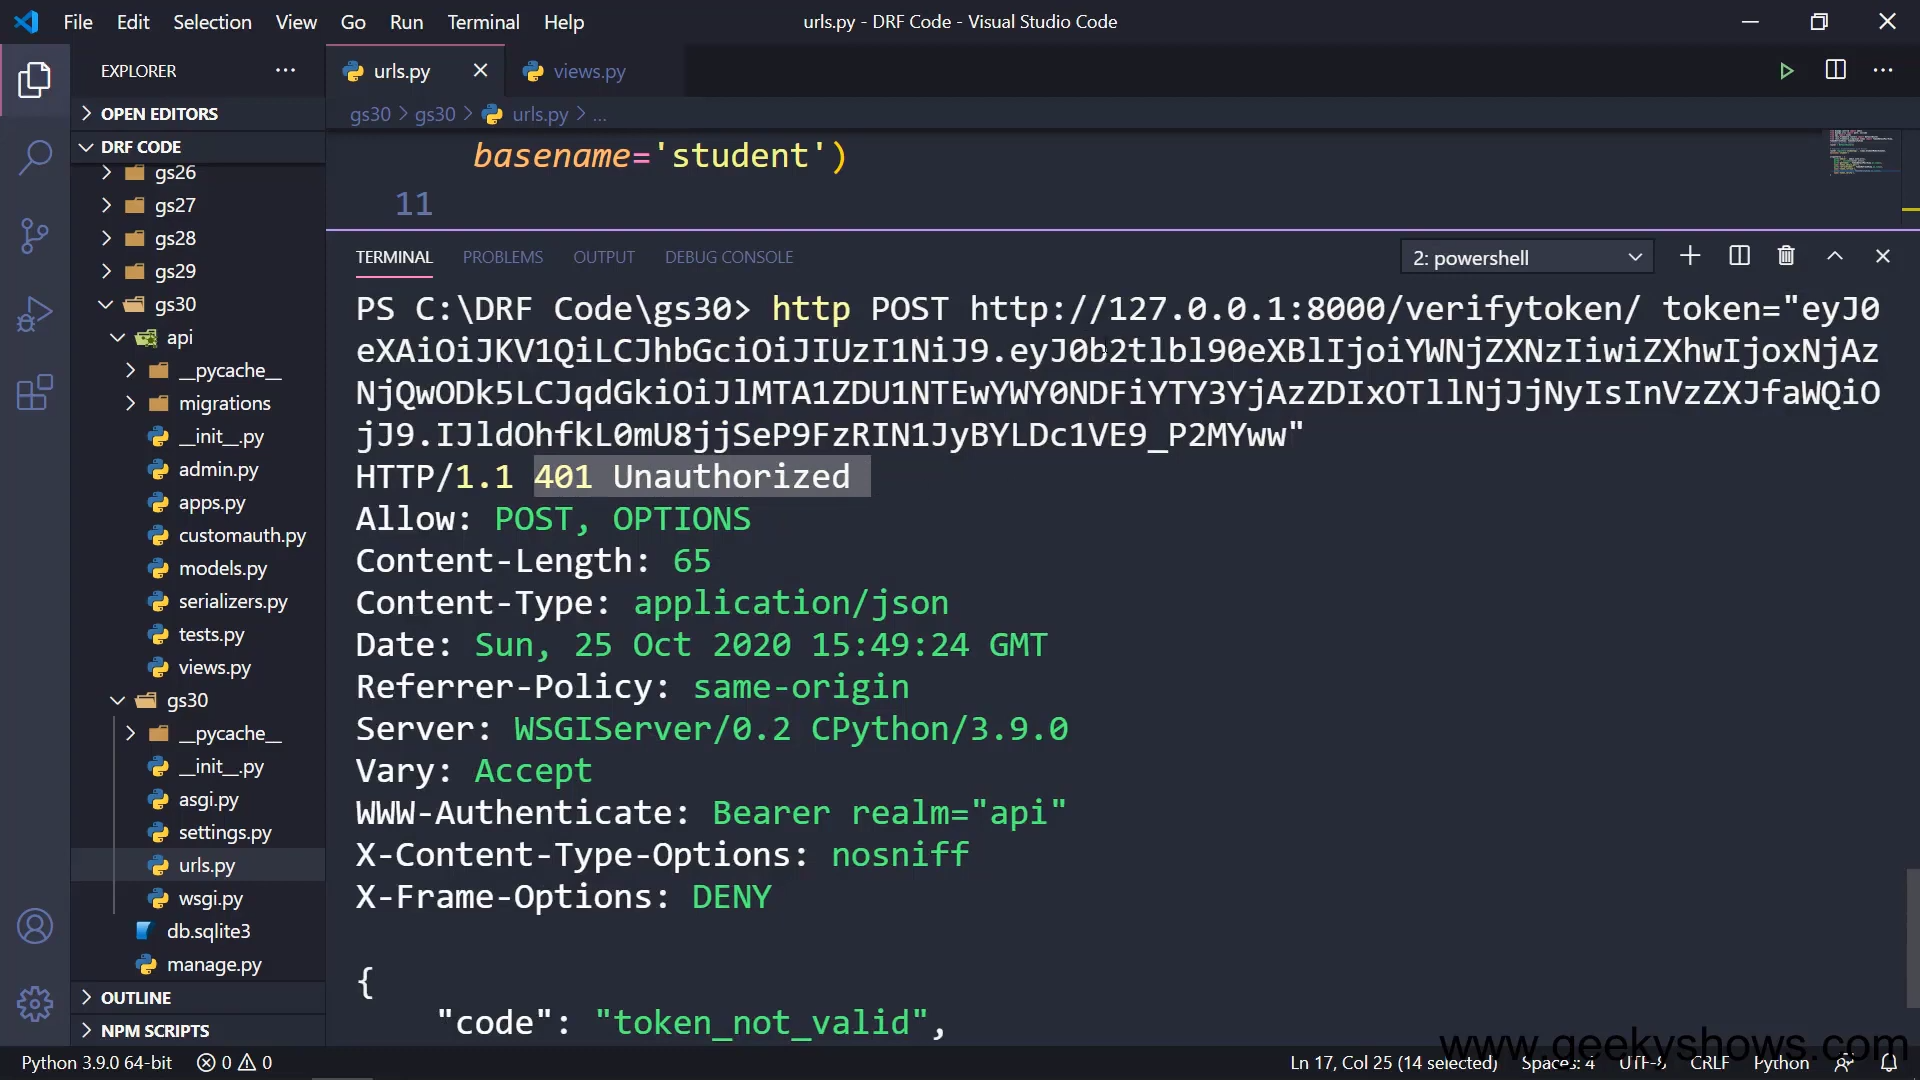 File Edit Selection View Go Run Terminal Help
urls.py - DRF Code - Visual Studio Code
EXPLORER
urls.py
views.py
OPEN EDITORS
gs30 > gs30 > urls.py > ...
DRF CODE
gs26
gs27
gs28
gs29
gs30
api
__pycache__
migrations
__init__.py
admin.py
apps.py
customauth.py
models.py
serializers.py
tests.py
views.py
gs30
__pycache__
__init__.py
asgi.py
settings.py
urls.py
wsgi.py
db.sqlite3
manage.py
OUTLINE
NPM SCRIPTS
basename='student')
11
TERMINAL PROBLEMS OUTPUT DEBUG CONSOLE
2: powershell
PS C:\DRF Code\gs30> http POST http://127.0.0.1:8000/verifytoken/ token="eyJ0
eXAiOiJKV1QiLCJhbGciOiJIUzI1NiJ9.eyJ0b2tlbl90eXBlIjoiYWNjZXNzIiwiZXhwIjoxNjAz
NjQwODk5LCJqdGkiOiJlMTA1ZDU1NTEwYWY0NDFiYTY3YjAzZDIxOTllNjJjNyIsInVzZXJfaWQiO
jJ9.IJldOhfkL0mU8jjSeP9FzRIN1JyBYLDc1VE9_P2MYww"
HTTP/1.1 401 Unauthorized
Allow: POST, OPTIONS
Content-Length: 65
Content-Type: application/json
Date: Sun, 25 Oct 2020 15:49:24 GMT
Referrer-Policy: same-origin
Server: WSGIServer/0.2 CPython/3.9.0
Vary: Accept
WWW-Authenticate: Bearer realm="api"
X-Content-Type-Options: nosniff
X-Frame-Options: DENY
{
"code": "token_not_valid",
www.geekyshows.com
Python 3.9.0 64-bit
0 0
Ln 17, Col 25 (14 selected) Spaces: 4 UTF-8 CRLF Python